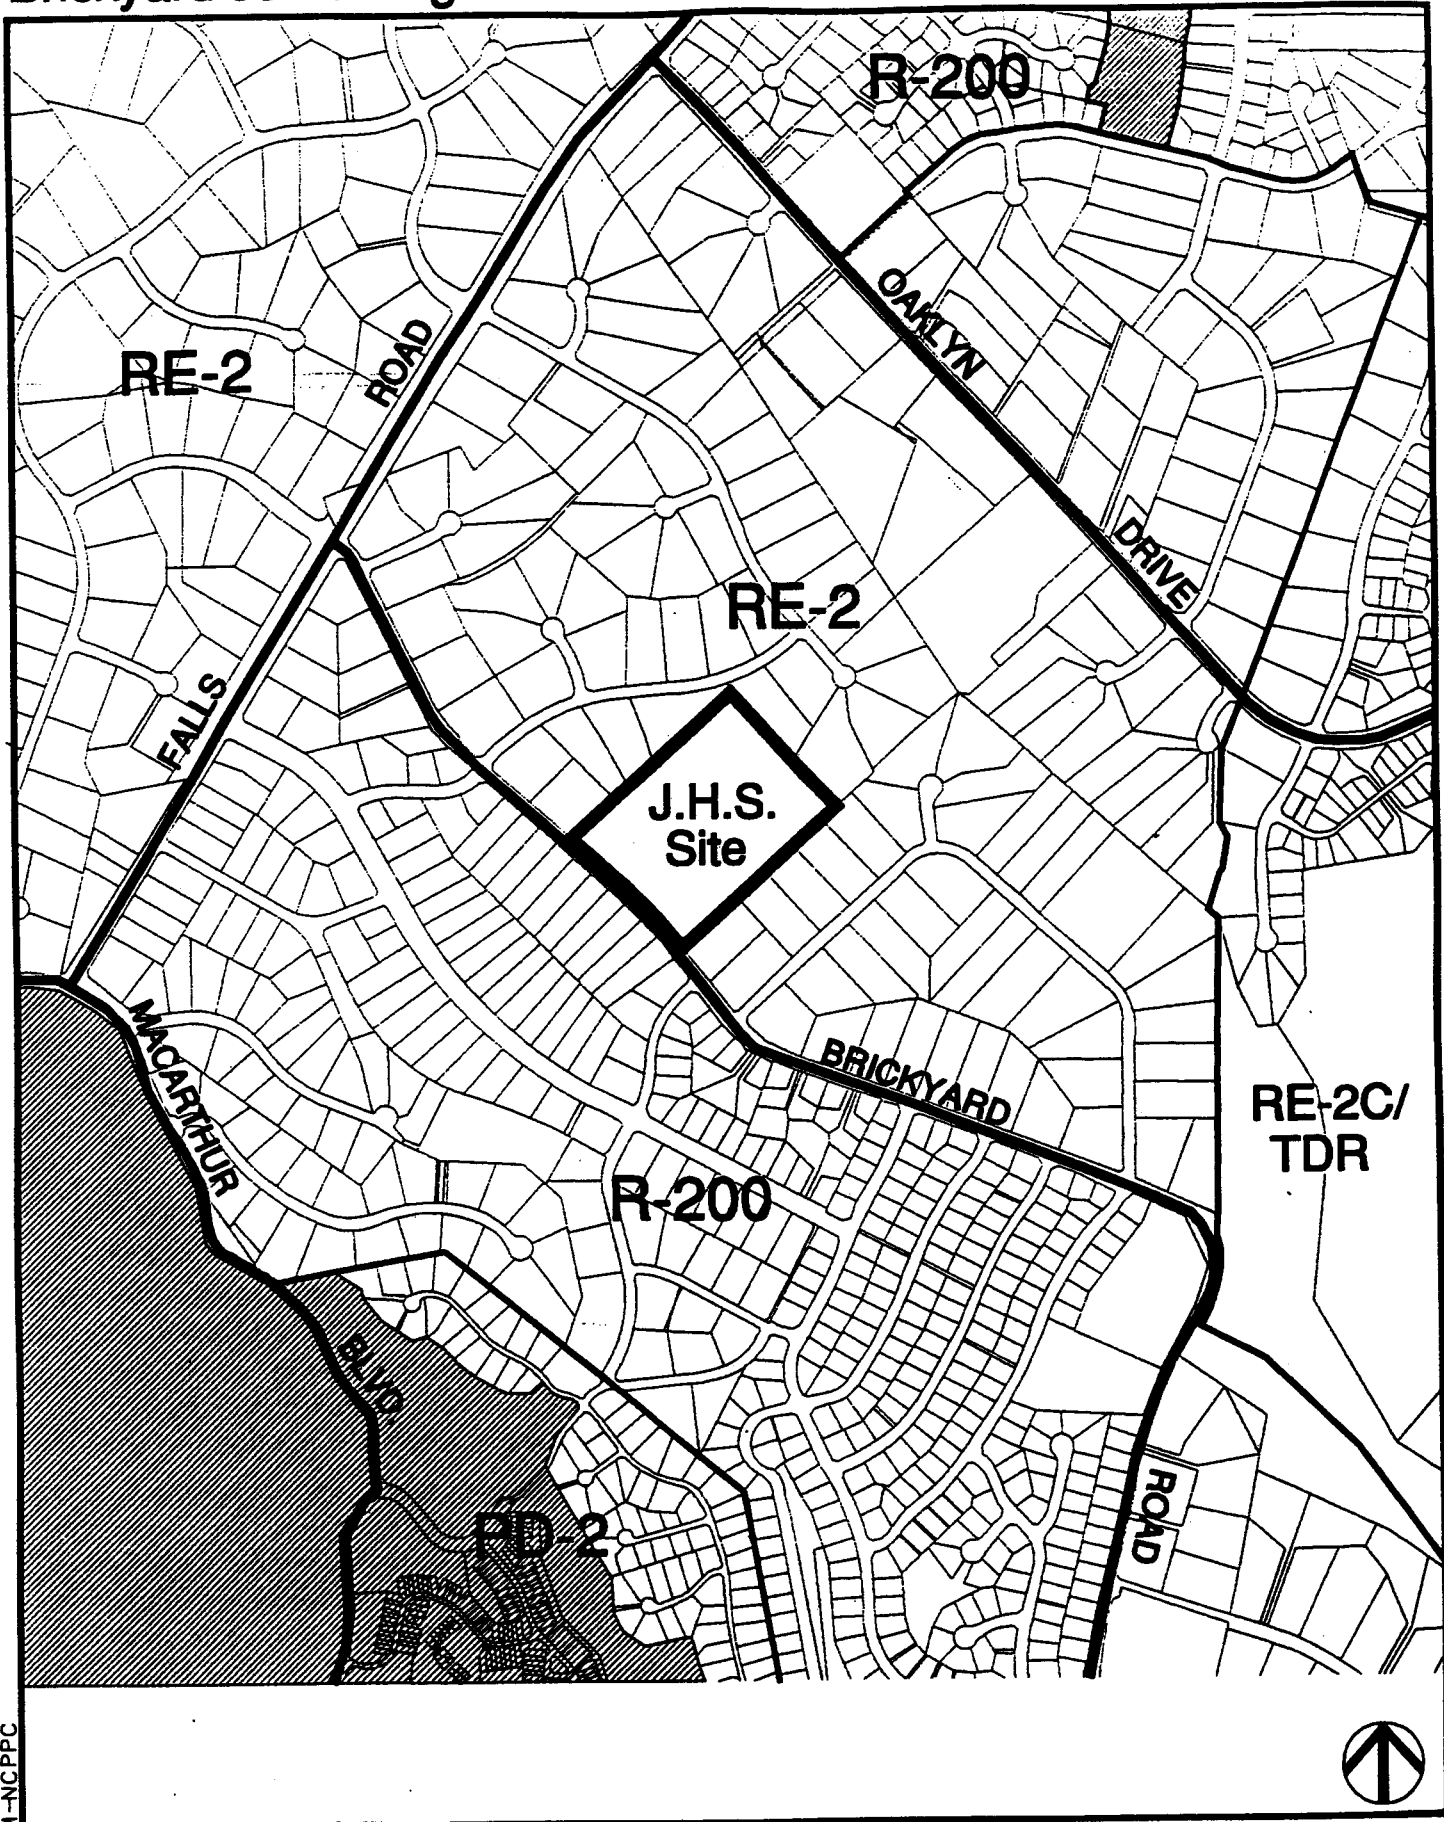 R-200
OAKLYN
DRIVE
RE-2
ROAD
FALLS
RE-2
J.H.S.
Site
MACARTHUR
BLVD.
BRICKYARD
ROAD
RE-2C/
TDR
R-200
PD-2
-NCPPC